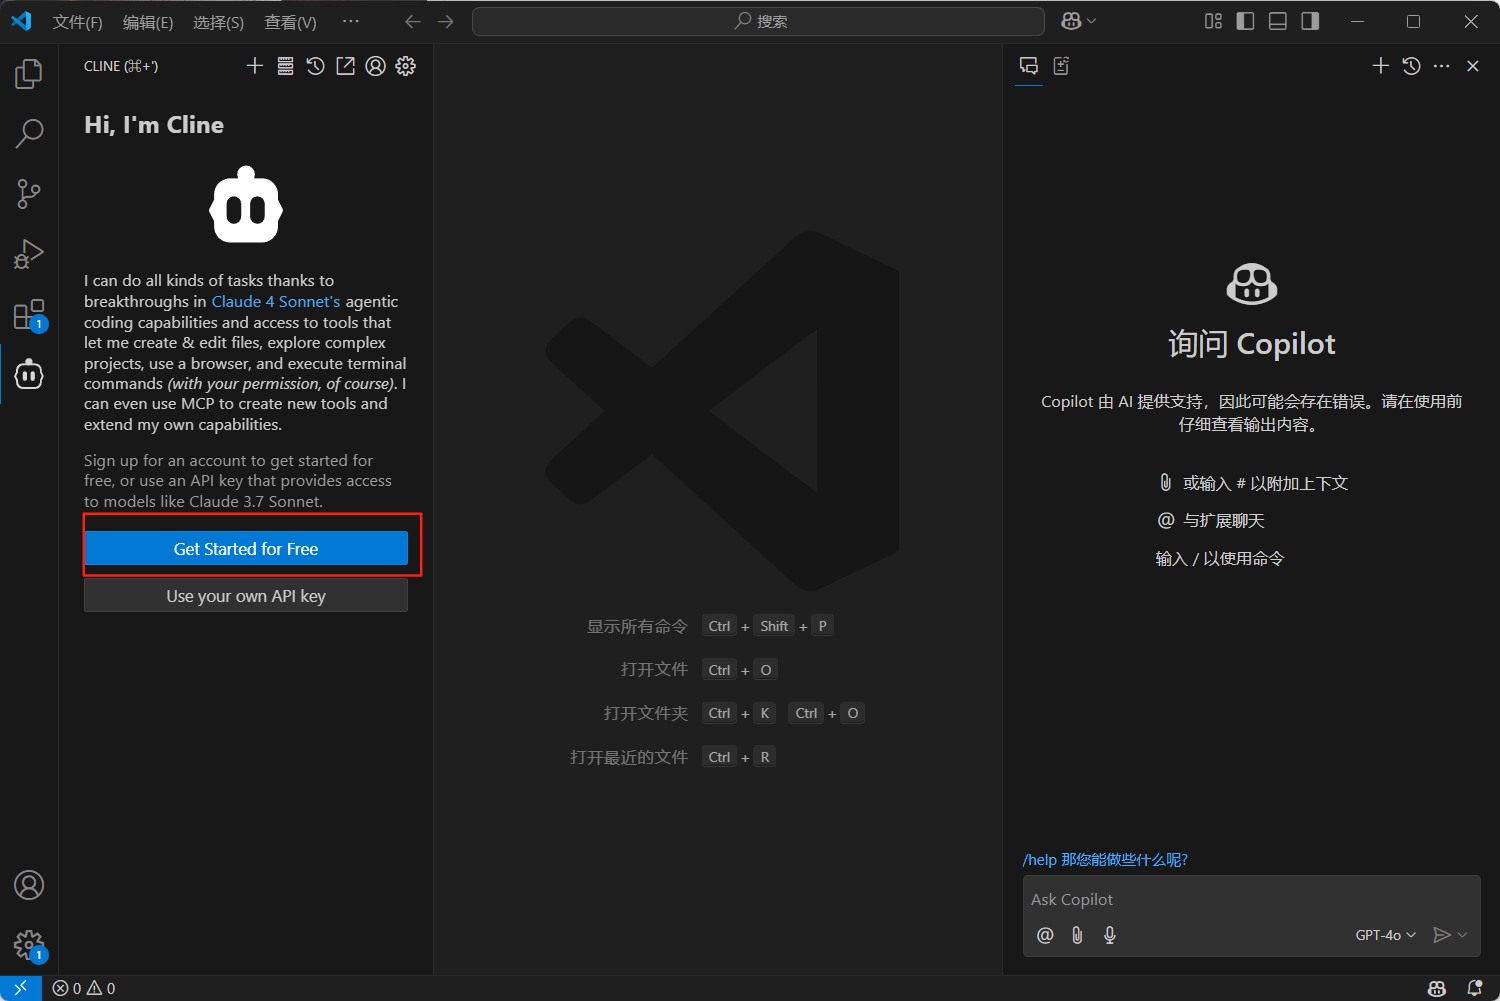 文件(F) 编辑(E) 选择(S) 查看(V) ···
搜索
CLINE (⌘+')
Hi, I'm Cline
I can do all kinds of tasks thanks to
breakthroughs in Claude 4 Sonnet's agentic
coding capabilities and access to tools that
let me create & edit files, explore complex
projects, use a browser, and execute terminal
commands (with your permission, of course). I
can even use MCP to create new tools and
extend my own capabilities.
Sign up for an account to get started for
free, or use an API key that provides access
to models like Claude 3.7 Sonnet.
Get Started for Free
Use your own API key
1
1
显示所有命令 Ctrl + Shift + P
打开文件 Ctrl + O
打开文件夹 Ctrl + K Ctrl + O
打开最近的文件 Ctrl + R
询问 Copilot
Copilot 由 AI 提供支持，因此可能会存在错误。请在使用前
仔细查看输出内容。
或输入 # 以附加上下文
@ 与扩展聊天
输入 / 以使用命令
/help 那您能做些什么呢?
Ask Copilot
@ GPT-4o
0 0